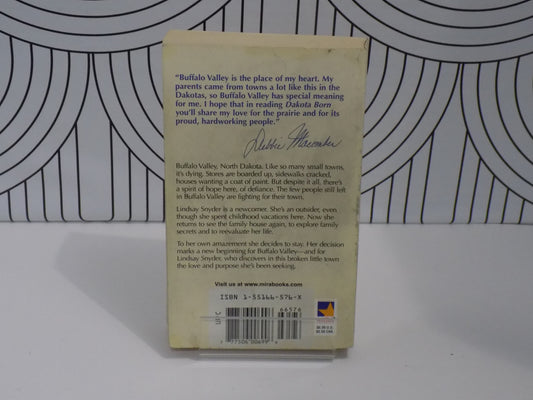 "Buffalo Valley is the place of my heart. My
parents came from towns a lot like this in the
Dakotas, so Buffalo Valley has special meaning
for me. I hope that in reading Dakota Born
you'll share my love for the prairie and for its
proud, hardworking people."
Debbie Macomber
Buffalo Valley, North Dakota. Like so many small towns,
it's dying. Stores are boarded up, sidewalks cracked,
houses wanting a coat of paint. But despite it all, there's
a spirit of hope here, of defiance. The few people still left
in Buffalo Valley are fighting for their town.
Lindsay Snyder is a newcomer. She's an outsider, even
though she spent childhood vacations here. Now she
returns to see the family house again, to explore family
secrets and to reevaluate her life.
To her own amazement she decides to stay. Her decision
marks a new beginning for Buffalo Valley—and for
Lindsay Snyder, who discovers in this broken little town
the love and purpose she's been seeking.
Visit us at www.mirabooks.com
ISBN 1-55166-576-X
66576